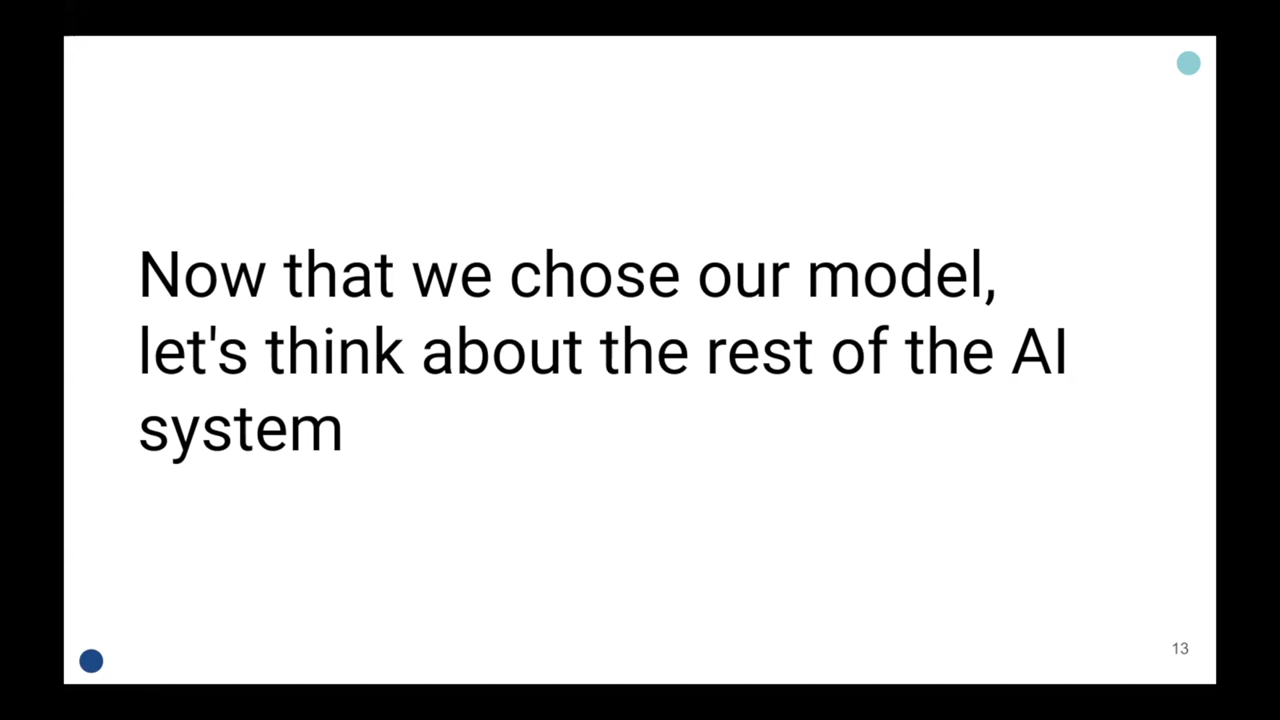 Now that we chose our model,
let's think about the rest of the AI
system
13